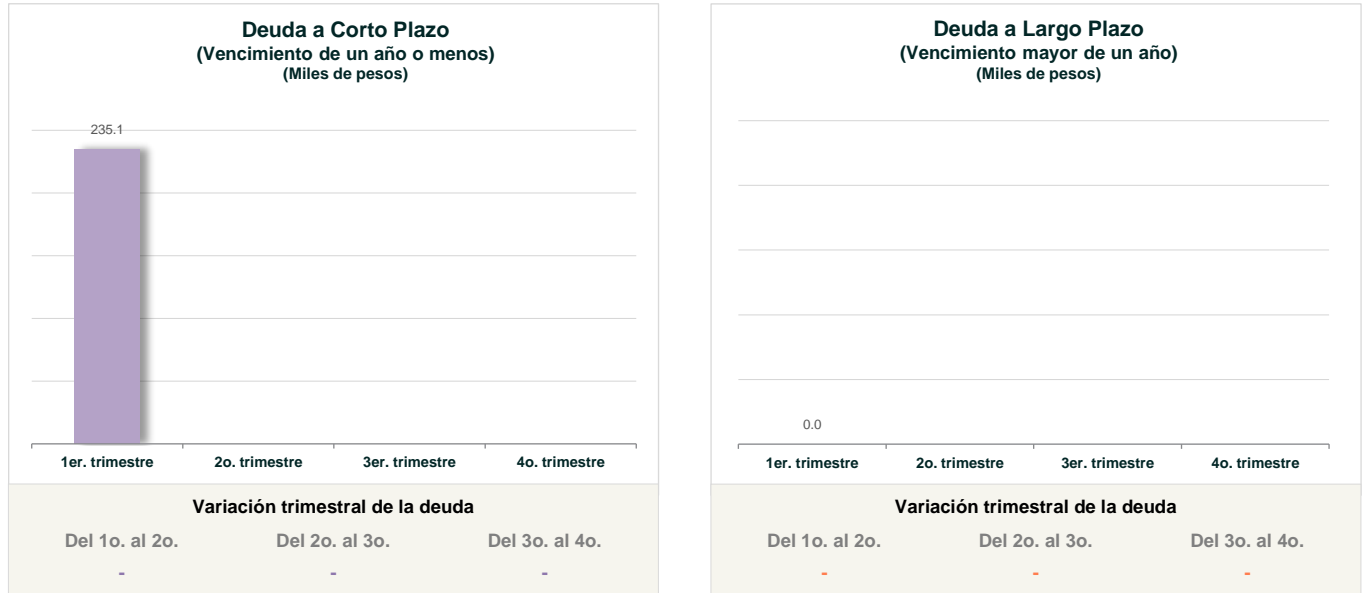 Deuda a Corto Plazo
(Vencimiento de un año o menos)
(Miles de pesos)
235.1
1er. trimestre 2o. trimestre 3er. trimestre 4o. trimestre
Variación trimestral de la deuda
Del 1o. al 2o. Del 2o. al 3o. Del 3o. al 4o.
- - -
Deuda a Largo Plazo
(Vencimiento mayor de un año)
(Miles de pesos)
0.0
1er. trimestre 2o. trimestre 3er. trimestre 4o. trimestre
Variación trimestral de la deuda
Del 1o. al 2o. Del 2o. al 3o. Del 3o. al 4o.
- - -